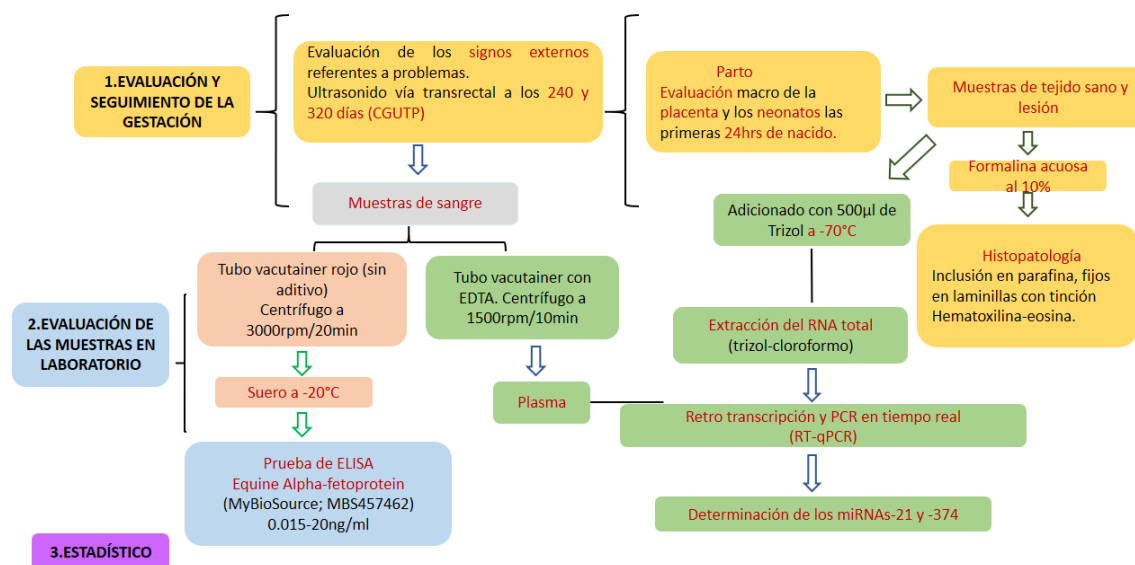 1.EVALUACIÓN Y
SEGUIMIENTO DE LA
GESTACIÓN
Evaluación de los signos externos
referentes a problemas.
Ultrasonido vía transrectal a los 240 y
320 días (CGUTP)
Parto
Evaluación macro de la
placenta y los neonatos las
primeras 24hrs de nacido.
Muestras de tejido sano y
lesión
Formalina acuosa
al 10%
Histopatología
Inclusión en parafina, fijos
en laminillas con tinción
Hematoxilina-eosina.
Muestras de sangre
Adicionado con 500µl de
Trizol a -70°C
2.EVALUACIÓN DE
LAS MUESTRAS EN
LABORATORIO
Tubo vacutainer rojo (sin
aditivo)
Centrífugo a
3000rpm/20min
Tubo vacutainer con
EDTA. Centrífugo a
1500rpm/10min
Extracción del RNA total
(trizol-cloroformo)
Suero a -20°C
Plasma
Retro transcripción y PCR en tiempo real
(RT-qPCR)
Prueba de ELISA
Equine Alpha-fetoprotein
(MyBioSource; MBS457462)
0.015-20ng/ml
Determinación de los miRNAs-21 y -374
3.ESTADÍSTICO